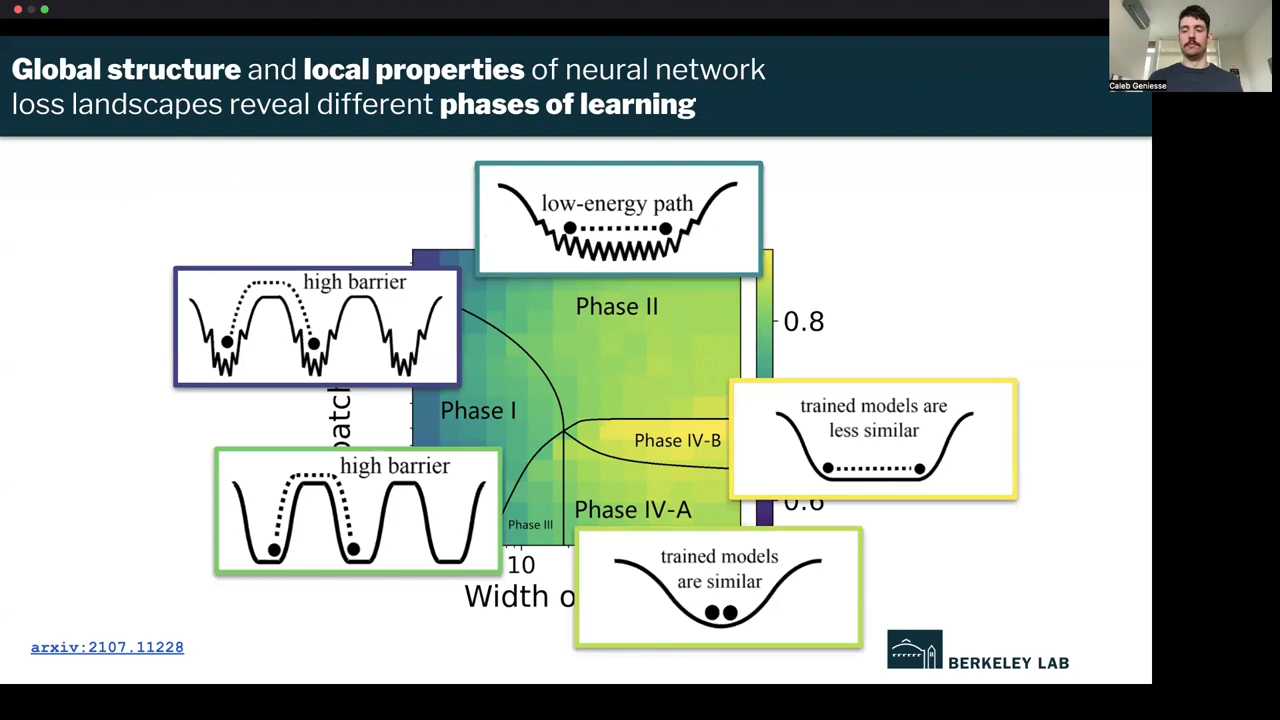 Caleb Geniesse
Global structure and local properties of neural network
loss landscapes reveal different phases of learning
low-energy path
high barrier
Phase II
0.8
trained models are
less similar
Phase I
Phase IV-B
high barrier
0.6
Phase IV-A
Phase III
10
trained models
are similar
Width o
arxiv:2107.11228
BERKELEY LAB